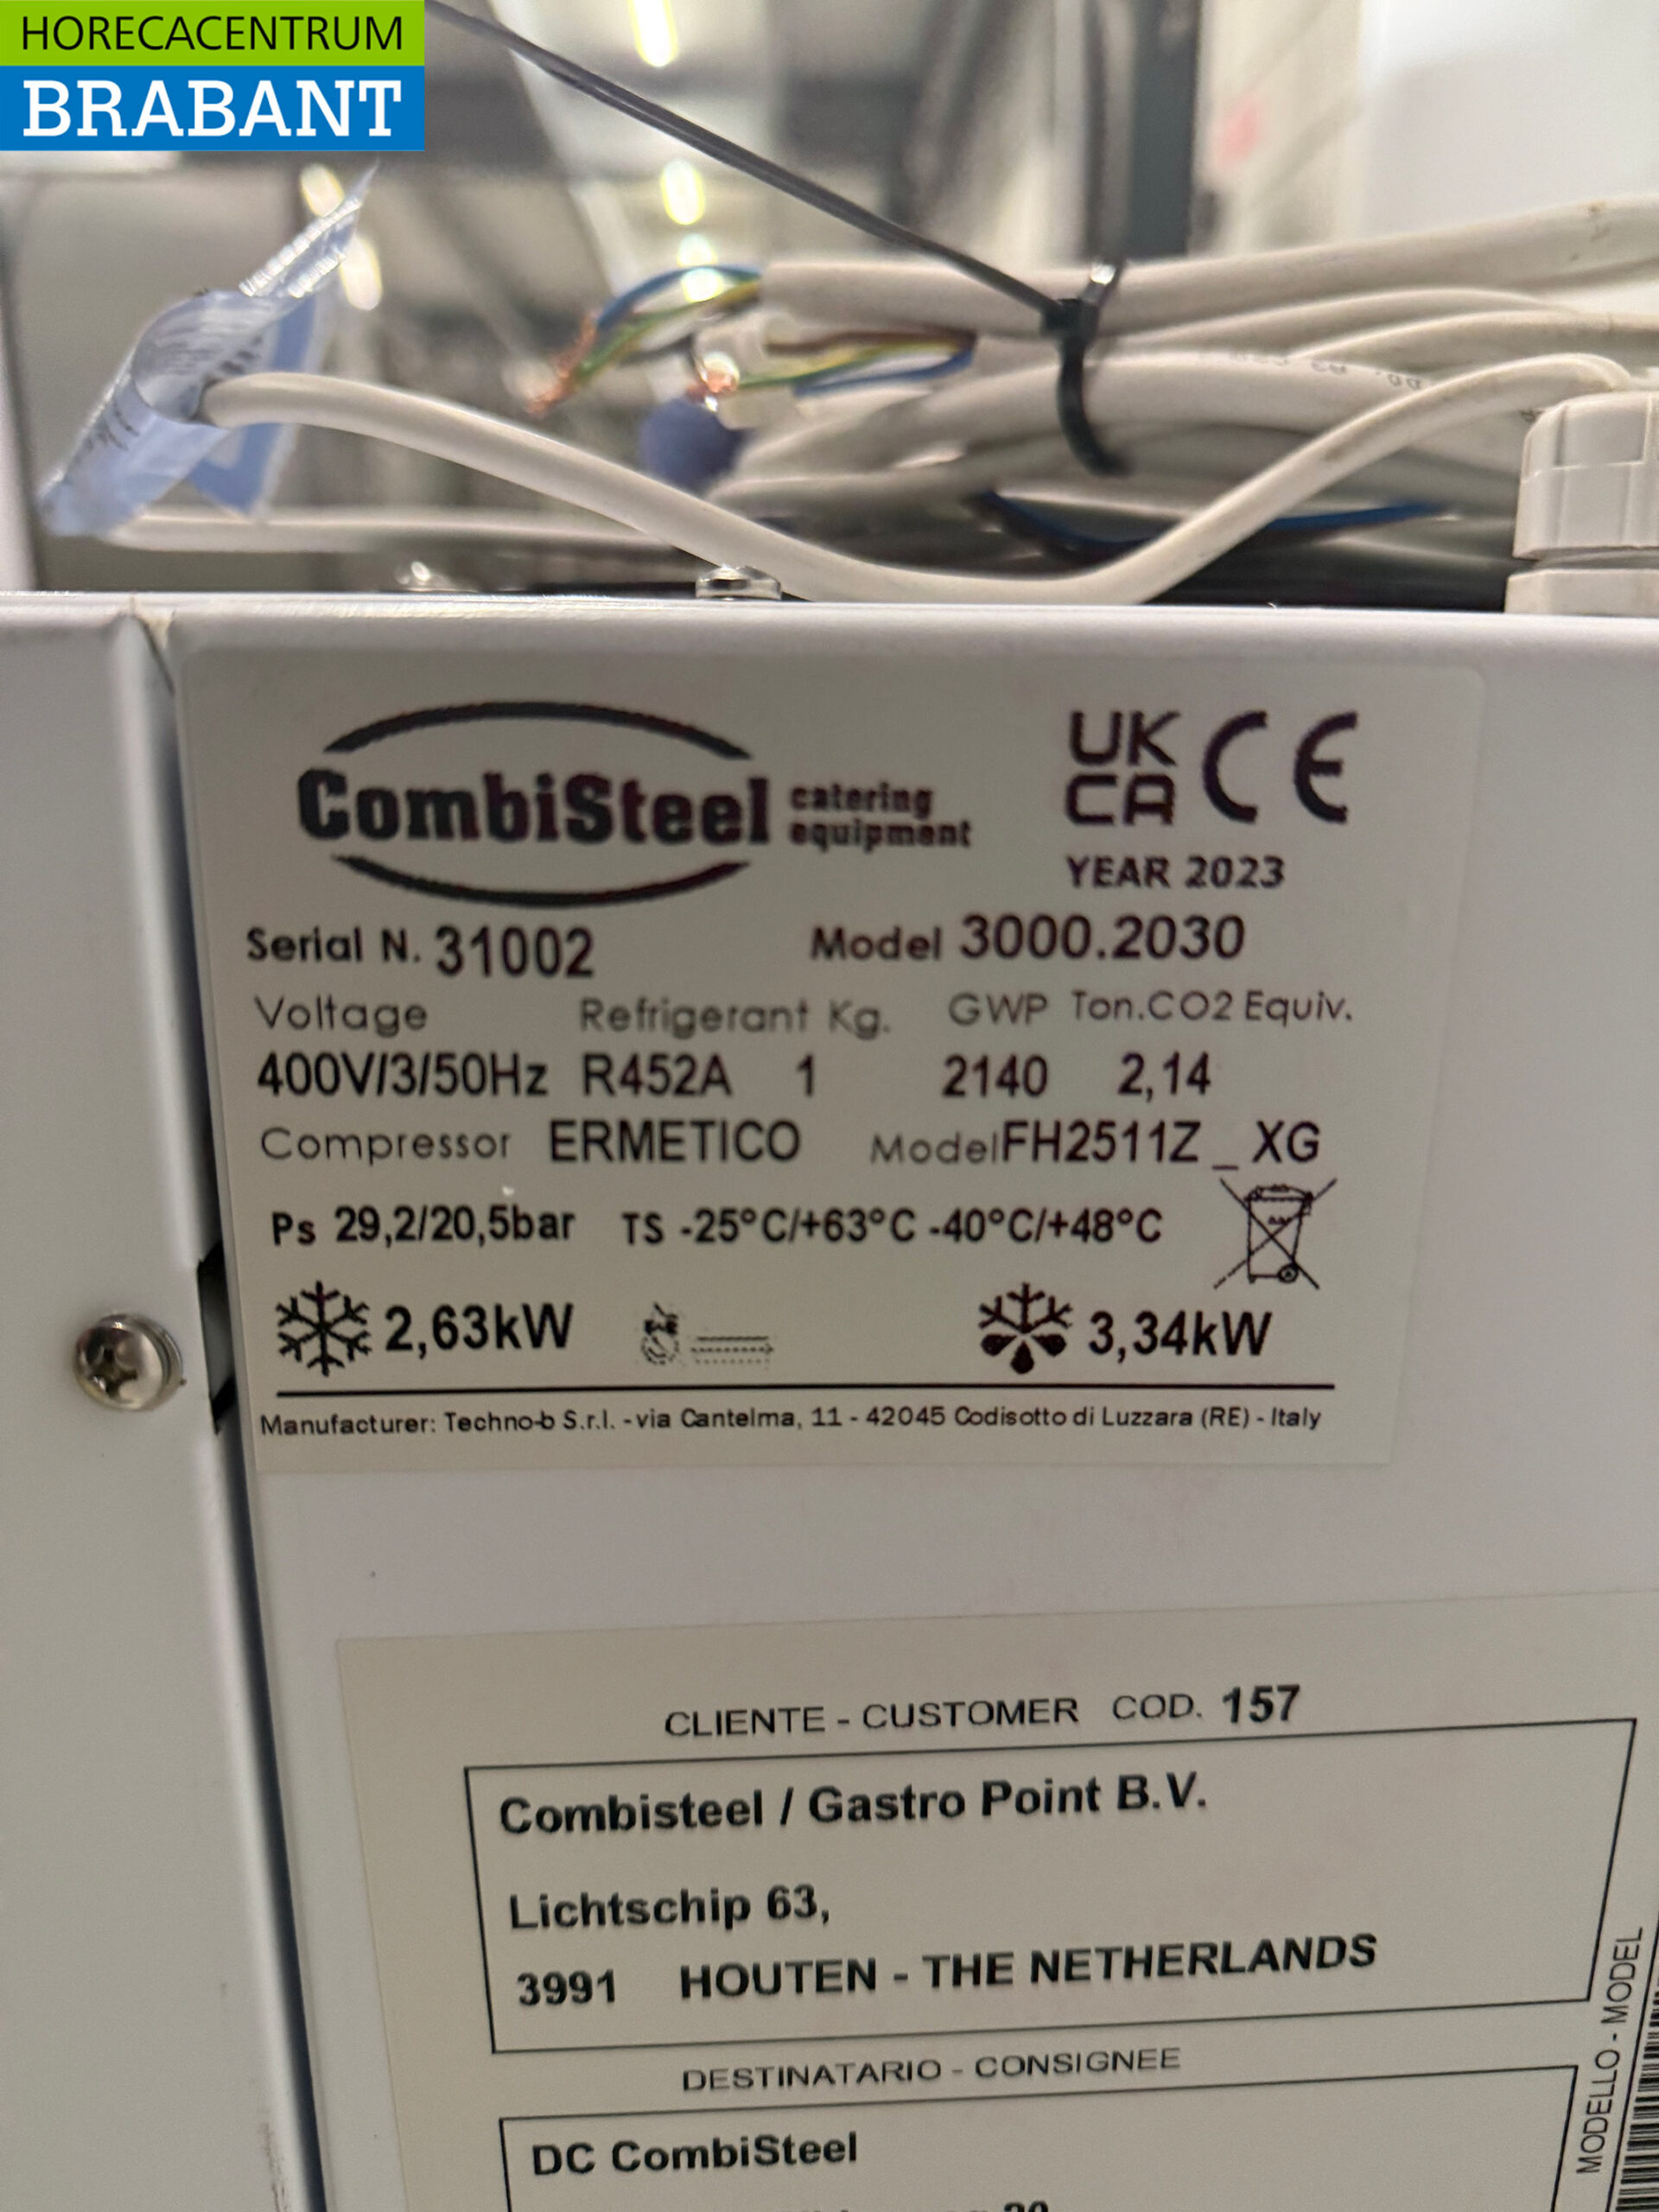 HORECACENTRUM
BRABANT
CombiSteel catering equipment
UK CA CE
YEAR 2023
Serial N. 31002 Model 3000.2030
Voltage Refrigerant Kg. GWP Ton.CO2 Equiv.
400V/3/50Hz R452A 1 2140 2,14
Compressor ERMETICO Model FH2511Z_XG
Ps 29,2/20,5bar TS -25°C/+63°C -40°C/+48°C
2,63kW 3,34kW
Manufacturer: Techno-b S.r.l. - via Cantelma, 11 - 42045 Codisotto di Luzzara (RE) - Italy
CLIENTE - CUSTOMER COD. 157
Combisteel / Gastro Point B.V.
Lichtschip 63,
3991 HOUTEN - THE NETHERLANDS
DESTINATARIO - CONSIGNEE
DC CombiSteel
MODELLO - MODEL